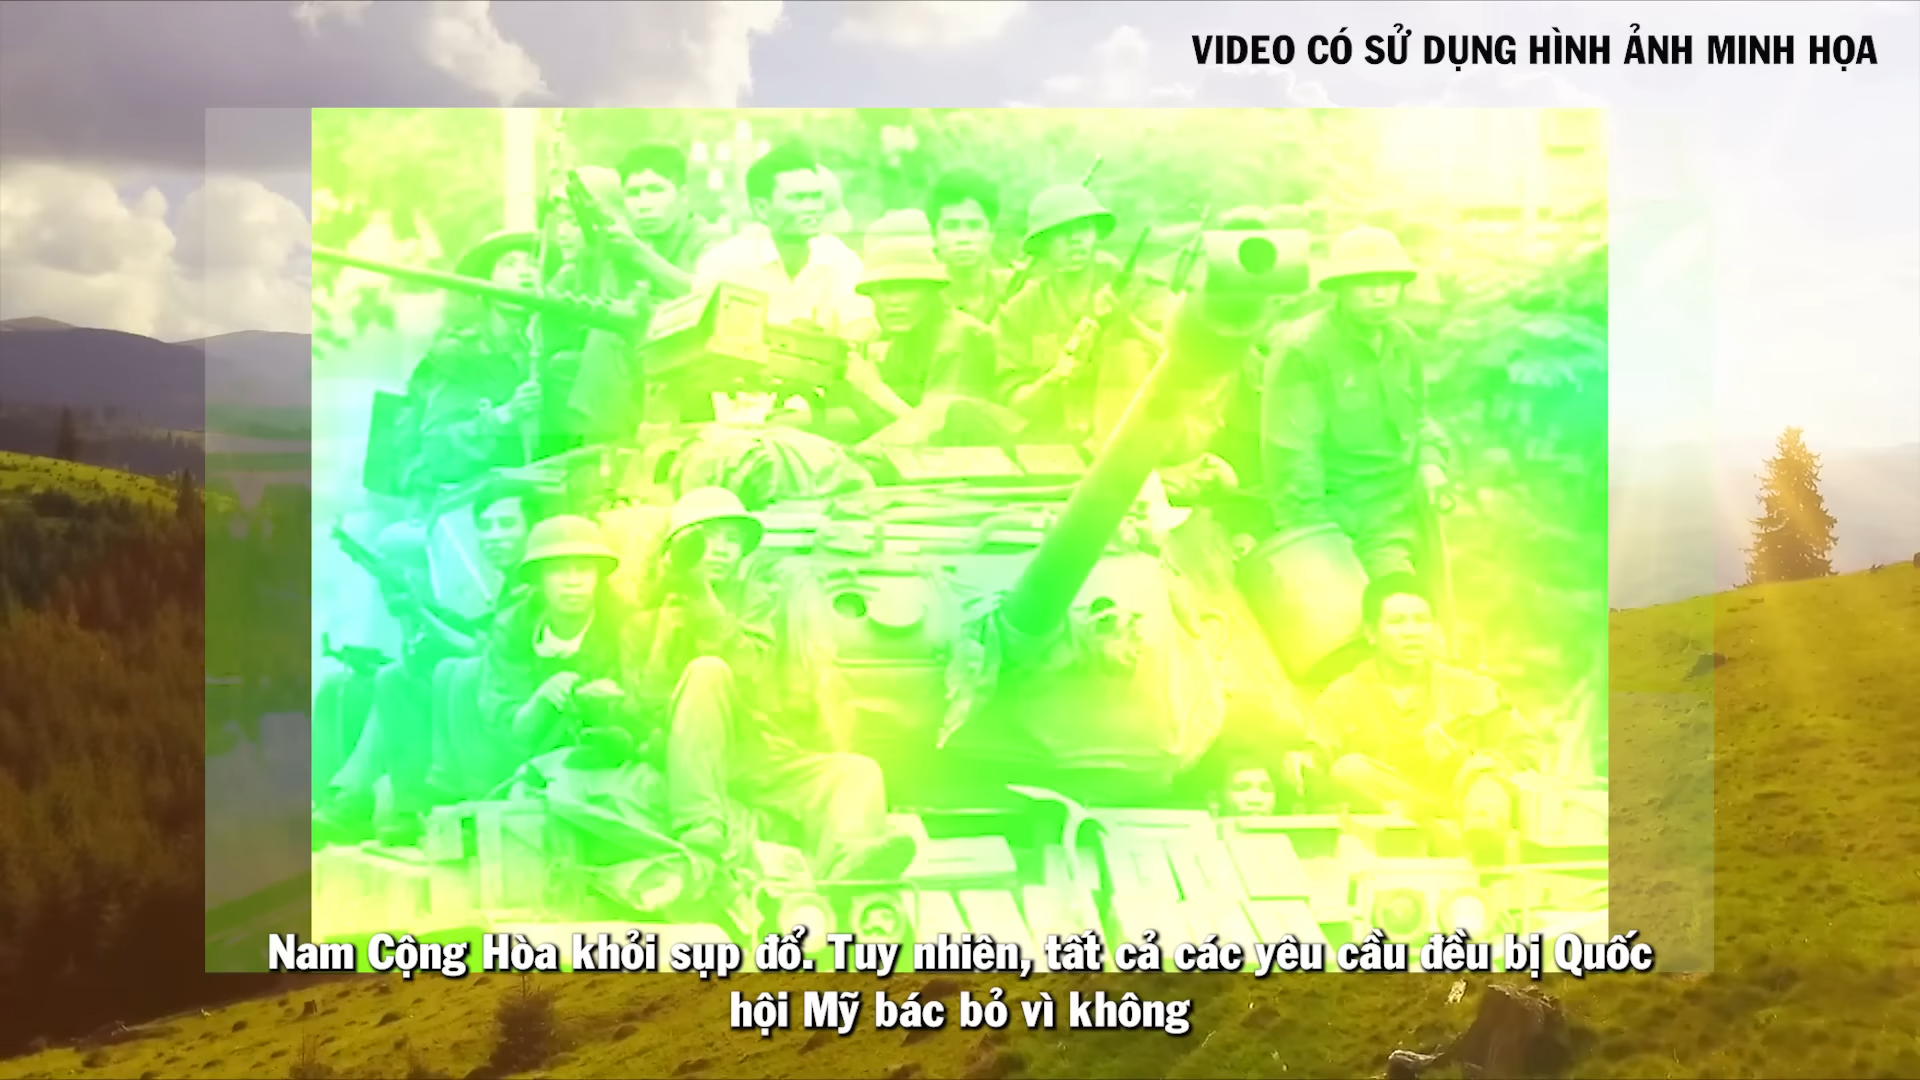 VIDEO CÓ SỬ DỤNG HÌNH ẢNH MINH HỌA
Nam Cộng Hòa khỏi sụp đổ. Tuy nhiên, tất cả các yêu cầu đều bị Quốc
hội Mỹ bác bỏ vì không